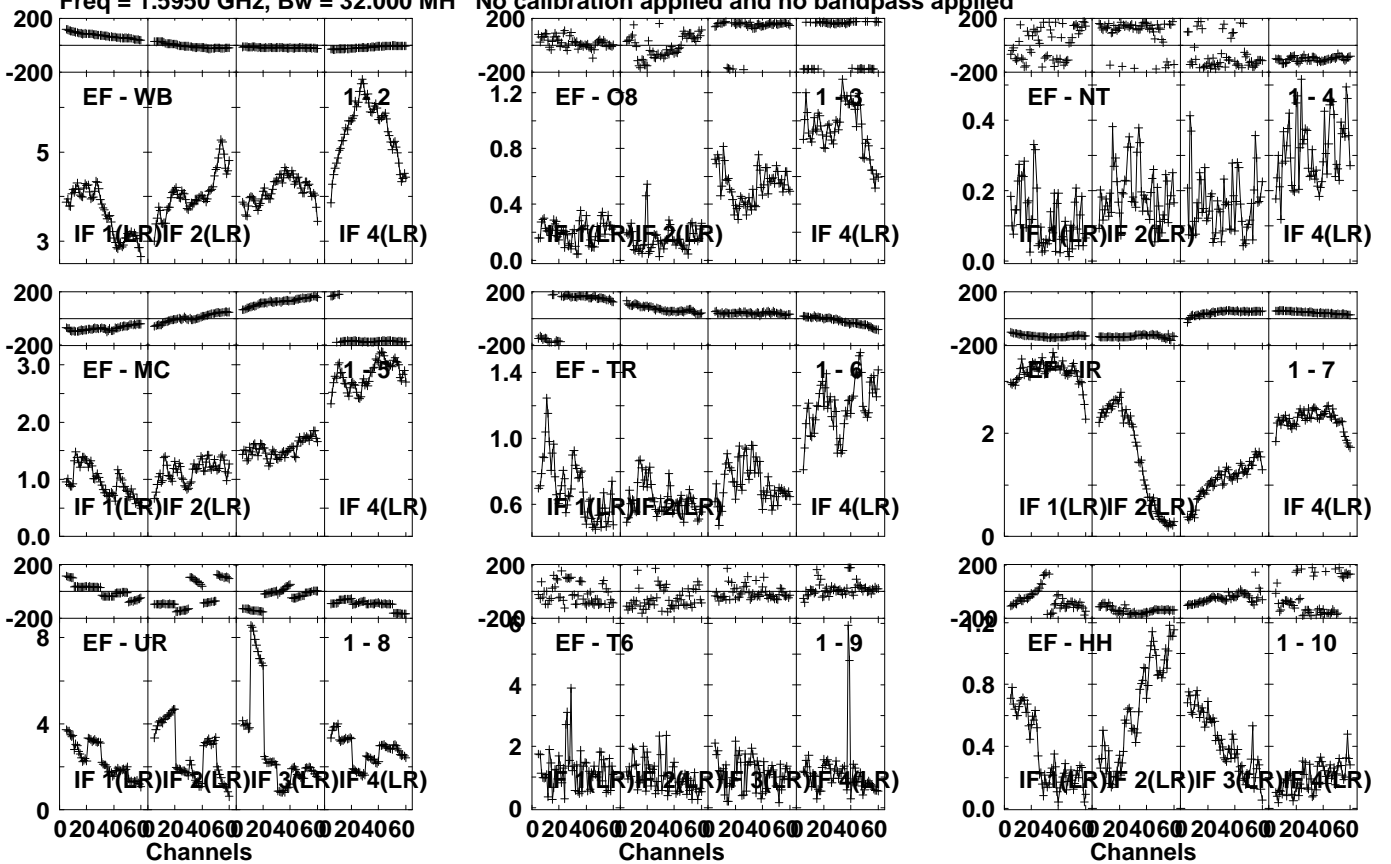 Freq = 1.5950 GHz, Bw = 32.000 MH No calibration applied and no bandpass applied
200
-200
EF - WB 1 - 2
5
3
IF 1(LR) IF 2(LR) IF 4(LR)
200
-200
EF - O8 1 - 3
1.2
0.8
0.4
0.0
IF 1(LR) IF 2(LR) IF 4(LR)
200
-200
EF - NT 1 - 4
0.4
0.2
0.0
IF 1(LR) IF 2(LR) IF 4(LR)
200
-200
EF - MC 1 - 5
3.0
2.0
1.0
0.0
IF 1(LR) IF 2(LR) IF 4(LR)
200
-200
EF - TR 1 - 6
1.4
1.0
0.6
IF 1(LR) IF 2(LR) IF 4(LR)
200
-200
EF - IR 1 - 7
2
0
IF 1(LR) IF 2(LR) IF 4(LR)
200
-200
EF - UR 1 - 8
8
4
0
IF 1(LR) IF 2(LR) IF 3(LR) IF 4(LR)
0 20 40 60 0 20 40 60 0 20 40 60 0 20 40 60
Channels
200
-200
EF - T6 1 - 9
6
4
2
0
IF 1(LR) IF 2(LR) IF 3(LR) IF 4(LR)
0 20 40 60 0 20 40 60 0 20 40 60 0 20 40 60
Channels
200
-200
EF - HH 1 - 10
1.2
0.8
0.4
0.0
IF 1(LR) IF 2(LR) IF 3(LR) IF 4(LR)
0 20 40 60 0 20 40 60 0 20 40 60 0 20 40 60
Channels